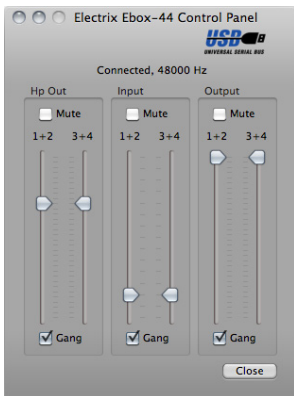 Electrix Ebox-44 Control Panel
USB
UNIVERSAL SERIAL BUS
Connected, 48000 Hz
Hp Out Input Output
Mute Mute Mute
1+2 3+4 1+2 3+4 1+2 3+4
Gang Gang Gang
Close